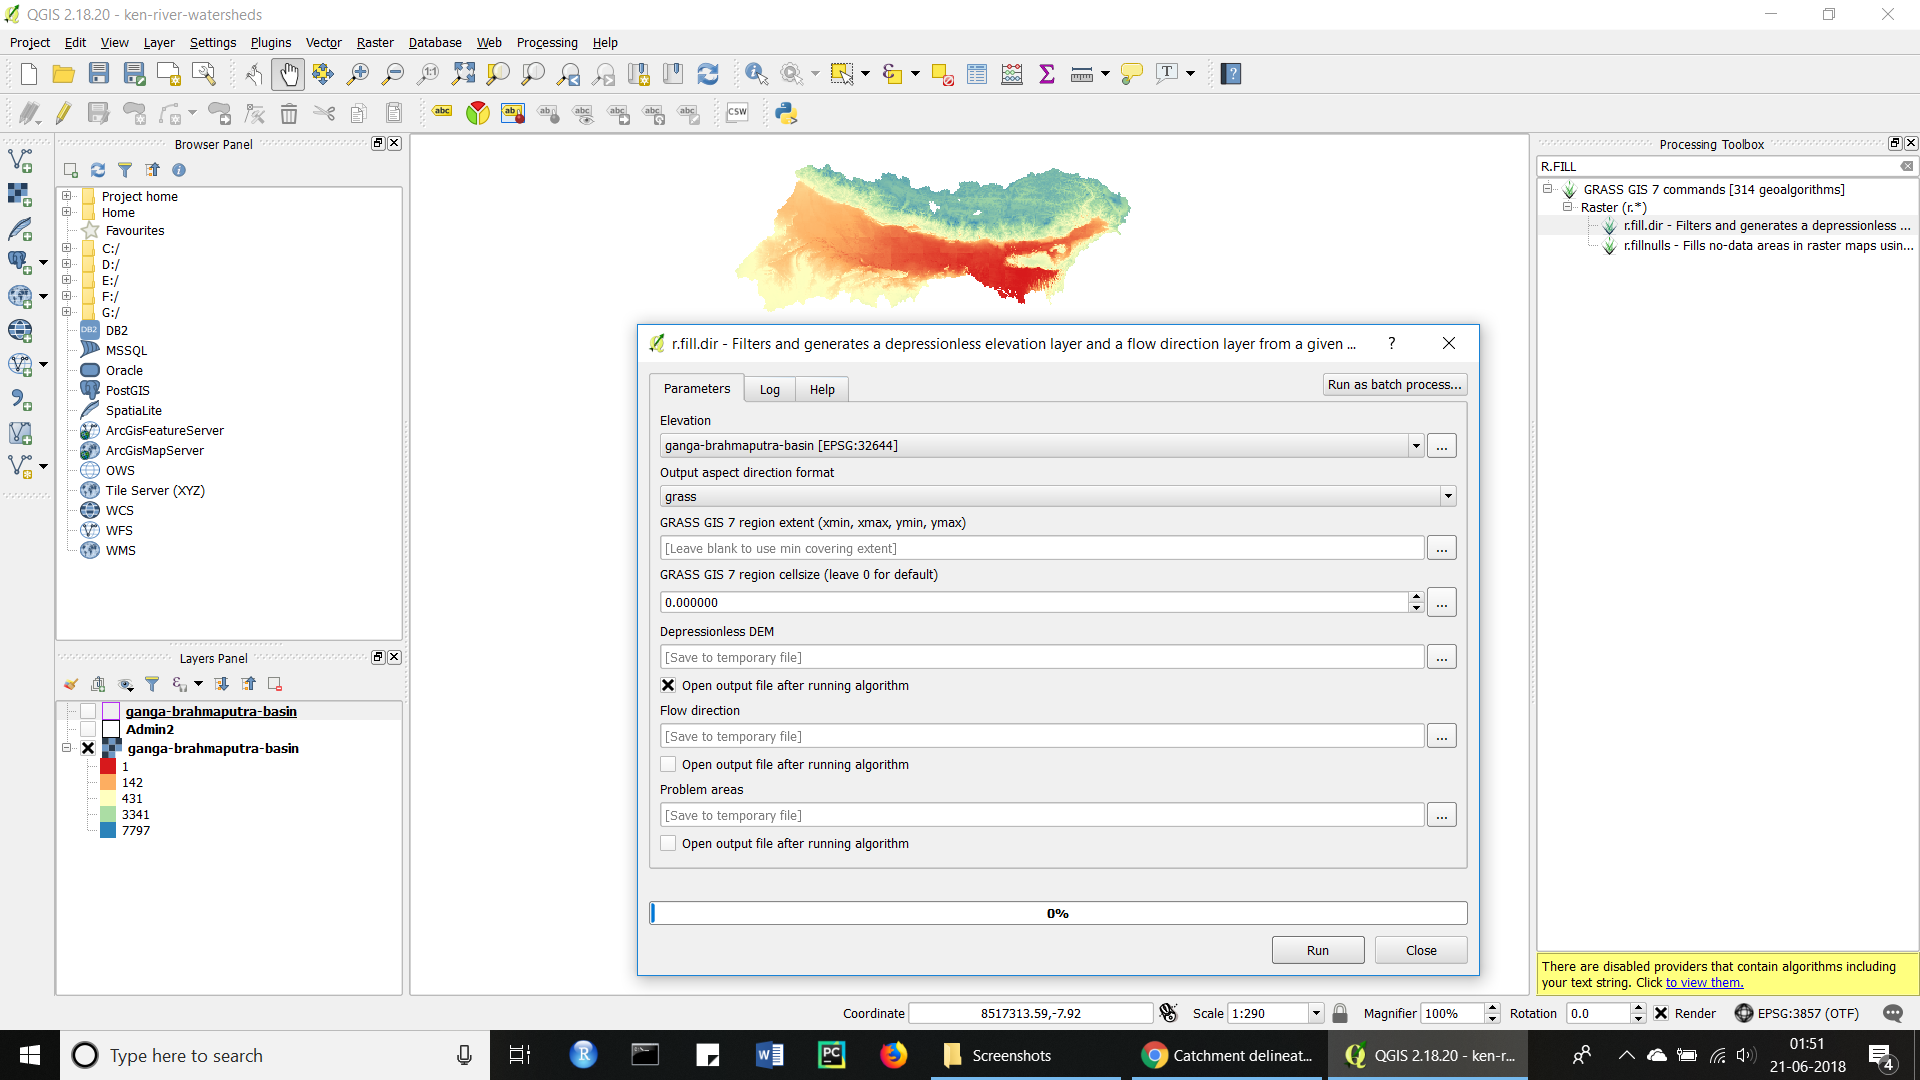 QGIS 2.18.20 - ken-river-watersheds
Project Edit View Layer Settings Plugins Vector Raster Database Web Processing Help
Browser Panel
Project home
Home
Favourites
C:/
D:/
E:/
F:/
G:/
DB2
MSSQL
Oracle
PostGIS
SpatiaLite
ArcGisFeatureServer
ArcGisMapServer
OWS
Tile Server (XYZ)
WCS
WFS
WMS
Layers Panel
ganga-brahmaputra-basin
Admin2
ganga-brahmaputra-basin
1
142
431
3341
7797
r.fill.dir - Filters and generates a depressionless elevation layer and a flow direction layer from a given ...
Parameters Log Help
Run as batch process...
Elevation
ganga-brahmaputra-basin [EPSG:32644]
Output aspect direction format
grass
GRASS GIS 7 region extent (xmin, xmax, ymin, ymax)
[Leave blank to use min covering extent]
GRASS GIS 7 region cellsize (leave 0 for default)
0.000000
Depressionless DEM
[Save to temporary file]
Open output file after running algorithm
Flow direction
[Save to temporary file]
Open output file after running algorithm
Problem areas
[Save to temporary file]
Open output file after running algorithm
0%
Run Close
Processing Toolbox
R.FILL
GRASS GIS 7 commands [314 geoalgorithms]
Raster (r.*)
r.fill.dir - Filters and generates a depressionless ...
r.fillnulls - Fills no-data areas in raster maps usin...
There are disabled providers that contain algorithms including
your text string. Click to view them.
Coordinate 8517313.59,-7.92 Scale 1:290 Magnifier 100% Rotation 0.0 Render EPSG:3857 (OTF)
Type here to search
Screenshots
Catchment delineat...
QGIS 2.18.20 - ken-r...
01:51
21-06-2018
4